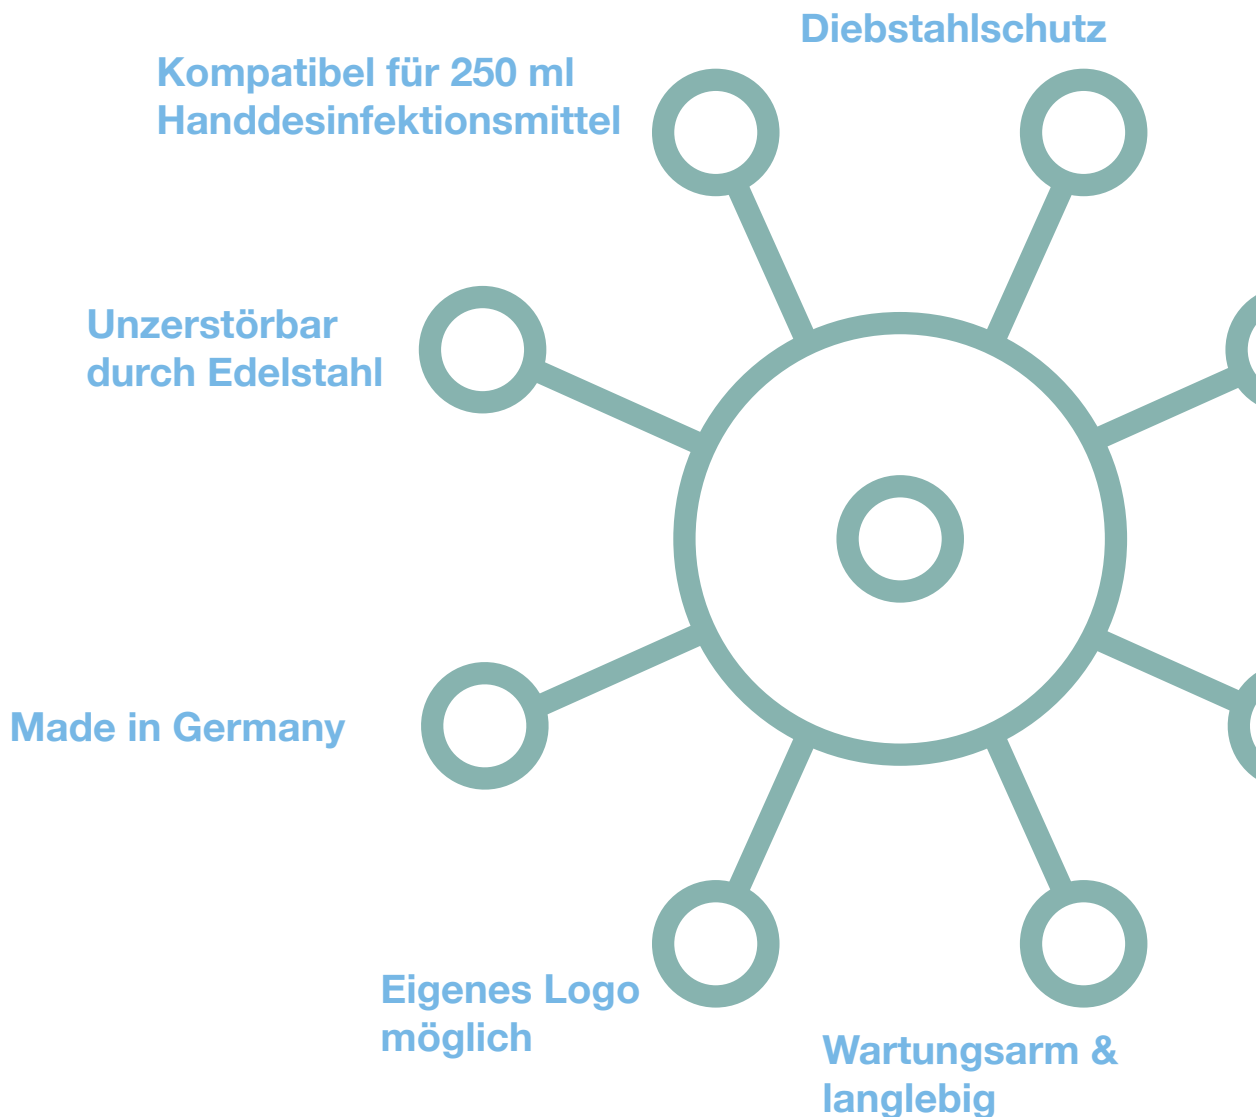 Diebstahlschutz
Kompatibel für 250 ml
Handdesinfektionsmittel
Unzerstörbar
durch Edelstahl
Made in Germany
Eigenes Logo
möglich
Wartungsarm &
langlebig